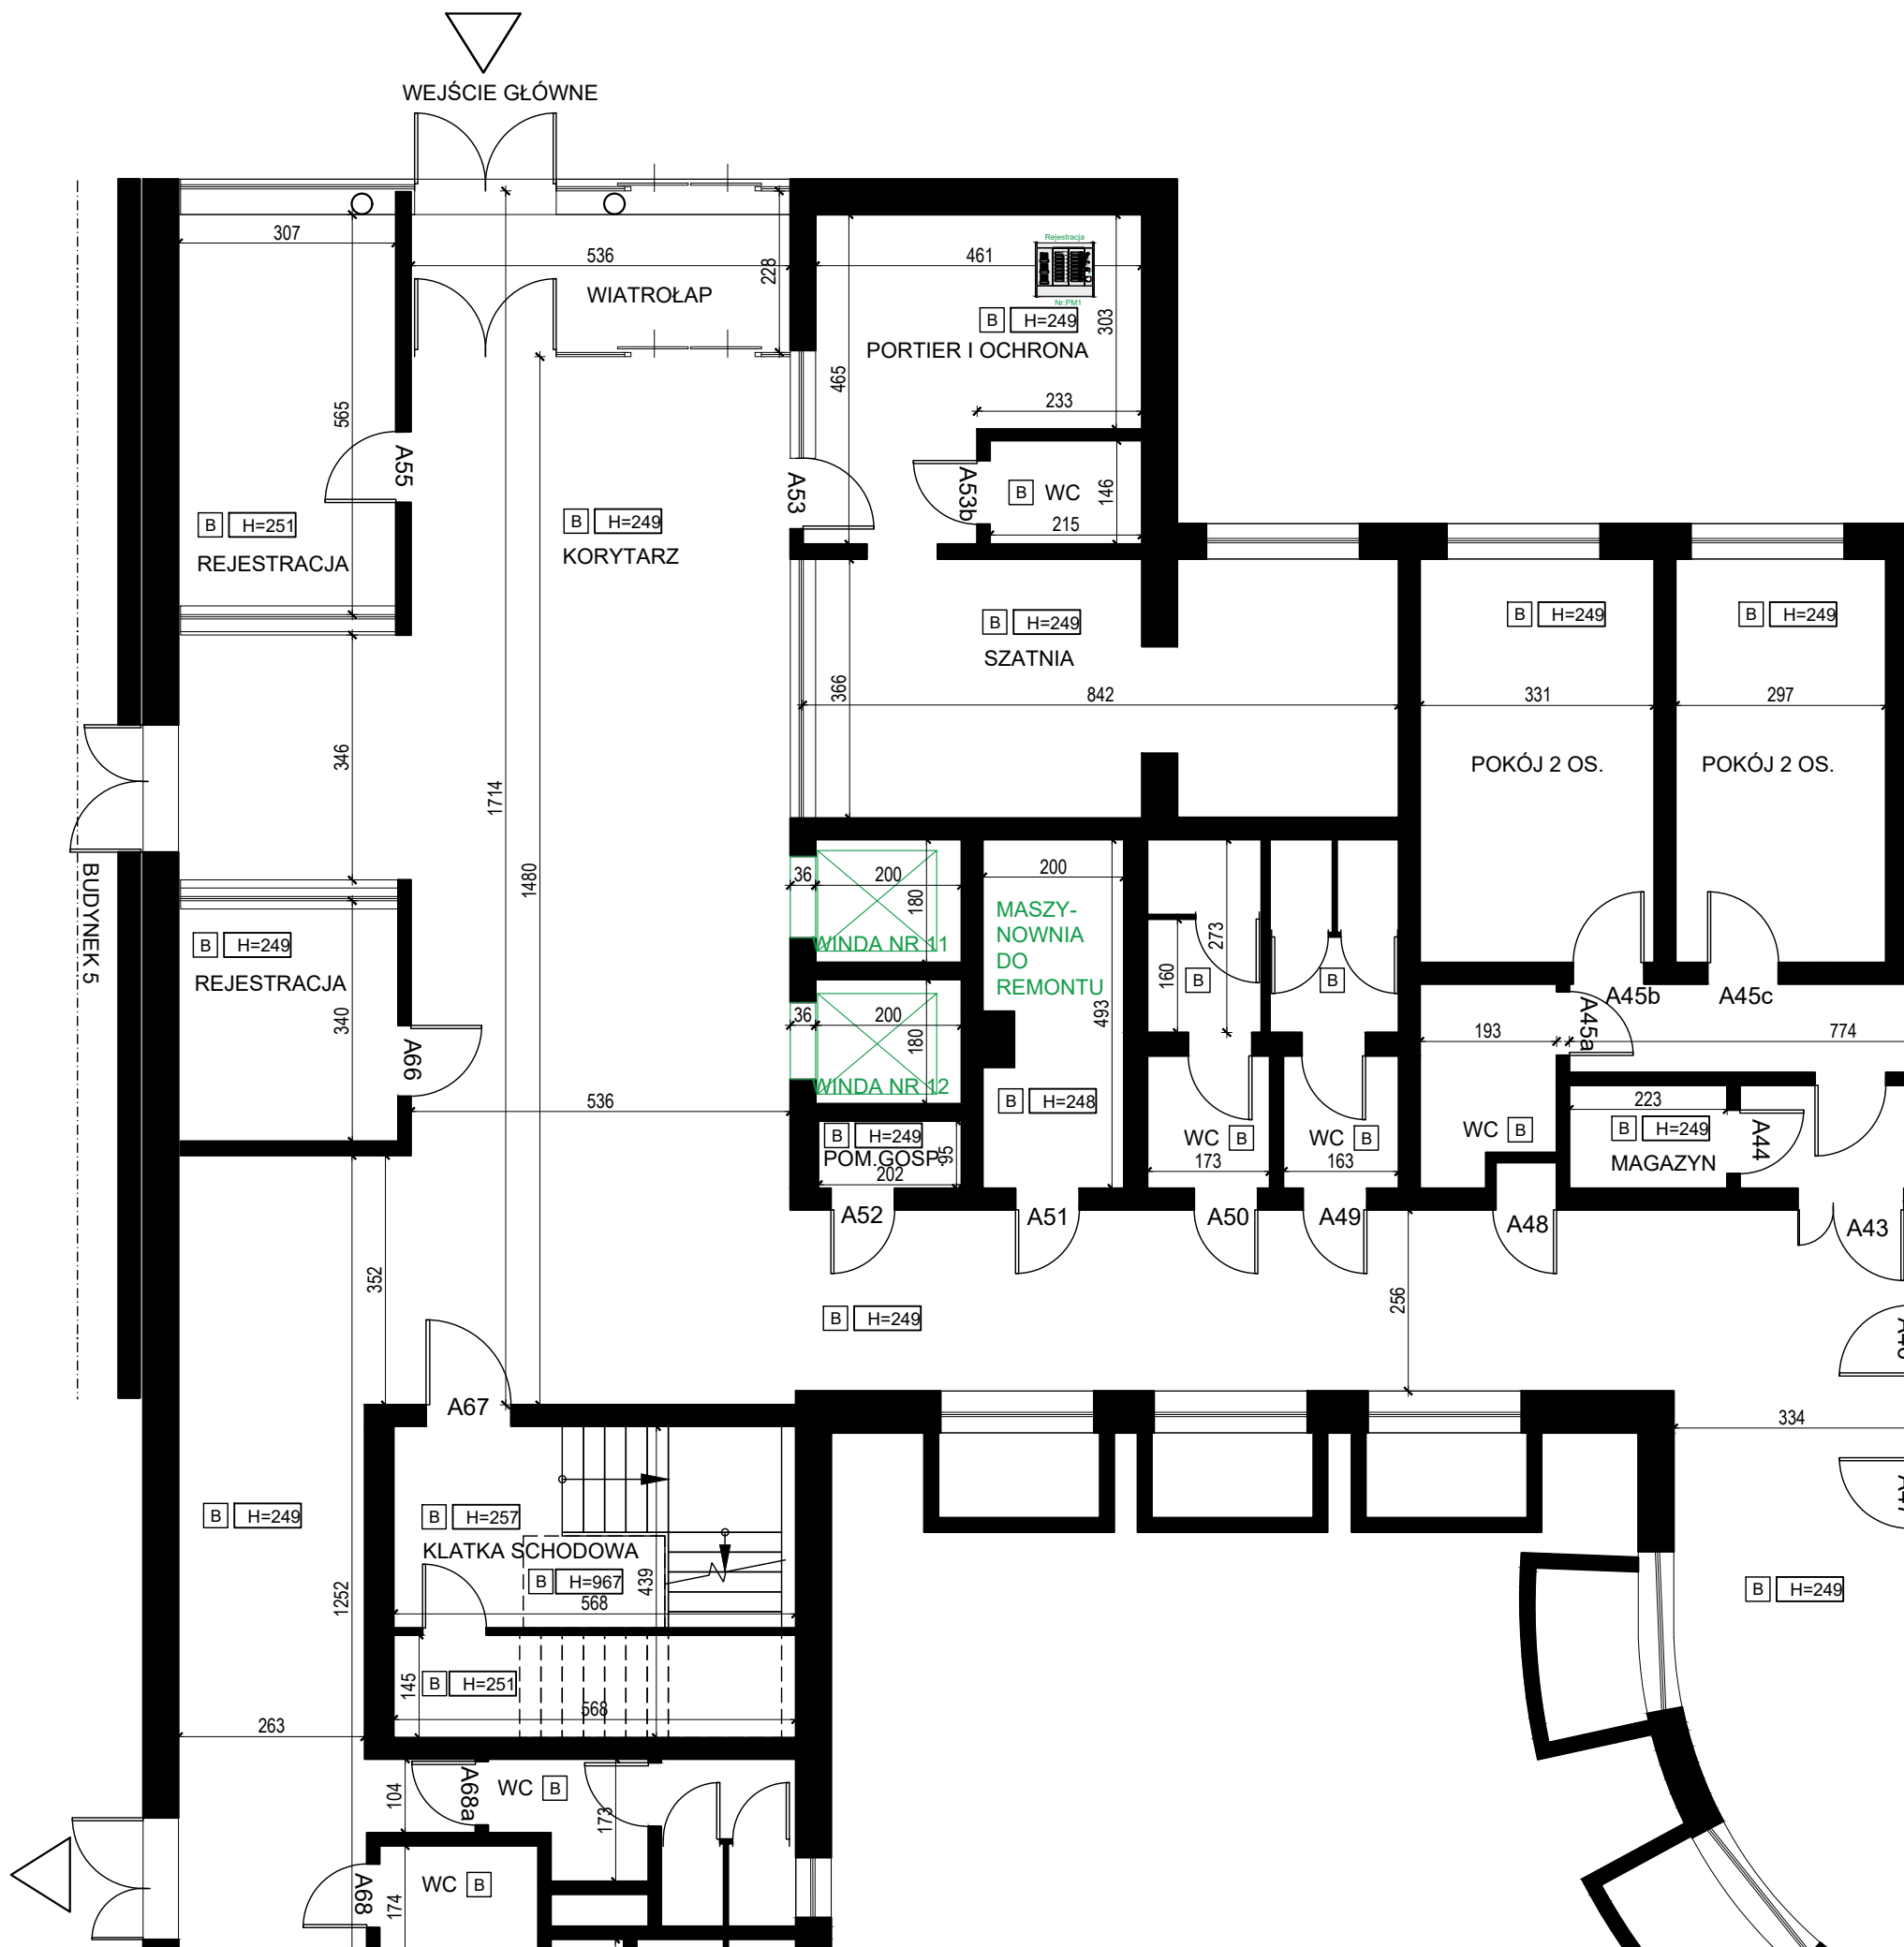 WEJŚCIE GŁÓWNE
307
536
228
WIATROŁAP
461
Rejestracja
Nr:PM1
B H=249
303
PORTIER I OCHRONA
465
565
233
A55
A53
A53b
B WC
146
215
B H=251
REJESTRACJA
B H=249
KORYTARZ
B H=249
SZATNIA
366
842
B H=249
331
POKÓJ 2 OS.
B H=249
297
POKÓJ 2 OS.
346
1714
1480
BUDYNEK 5
36
200
180
WINDA NR 11
200
MASZY-
NOWNIA
DO
REMONTU
493
273
160
B
B
B H=249
REJESTRACJA
340
A66
36
200
180
WINDA NR 12
A45b
A45c
A45a
193
774
536
B H=248
B H=249
POM.GOSP.
95
202
WC B
173
WC B
163
WC B
223
B H=249
MAGAZYN
A44
A52
A51
A50
A49
A48
A43
352
B H=249
256
A67
334
B H=249
B H=257
KLATKA SCHODOWA
B H=967
439
568
1252
B H=249
145
B H=251
568
263
104
A68a
WC B
173
A68
174
WC B